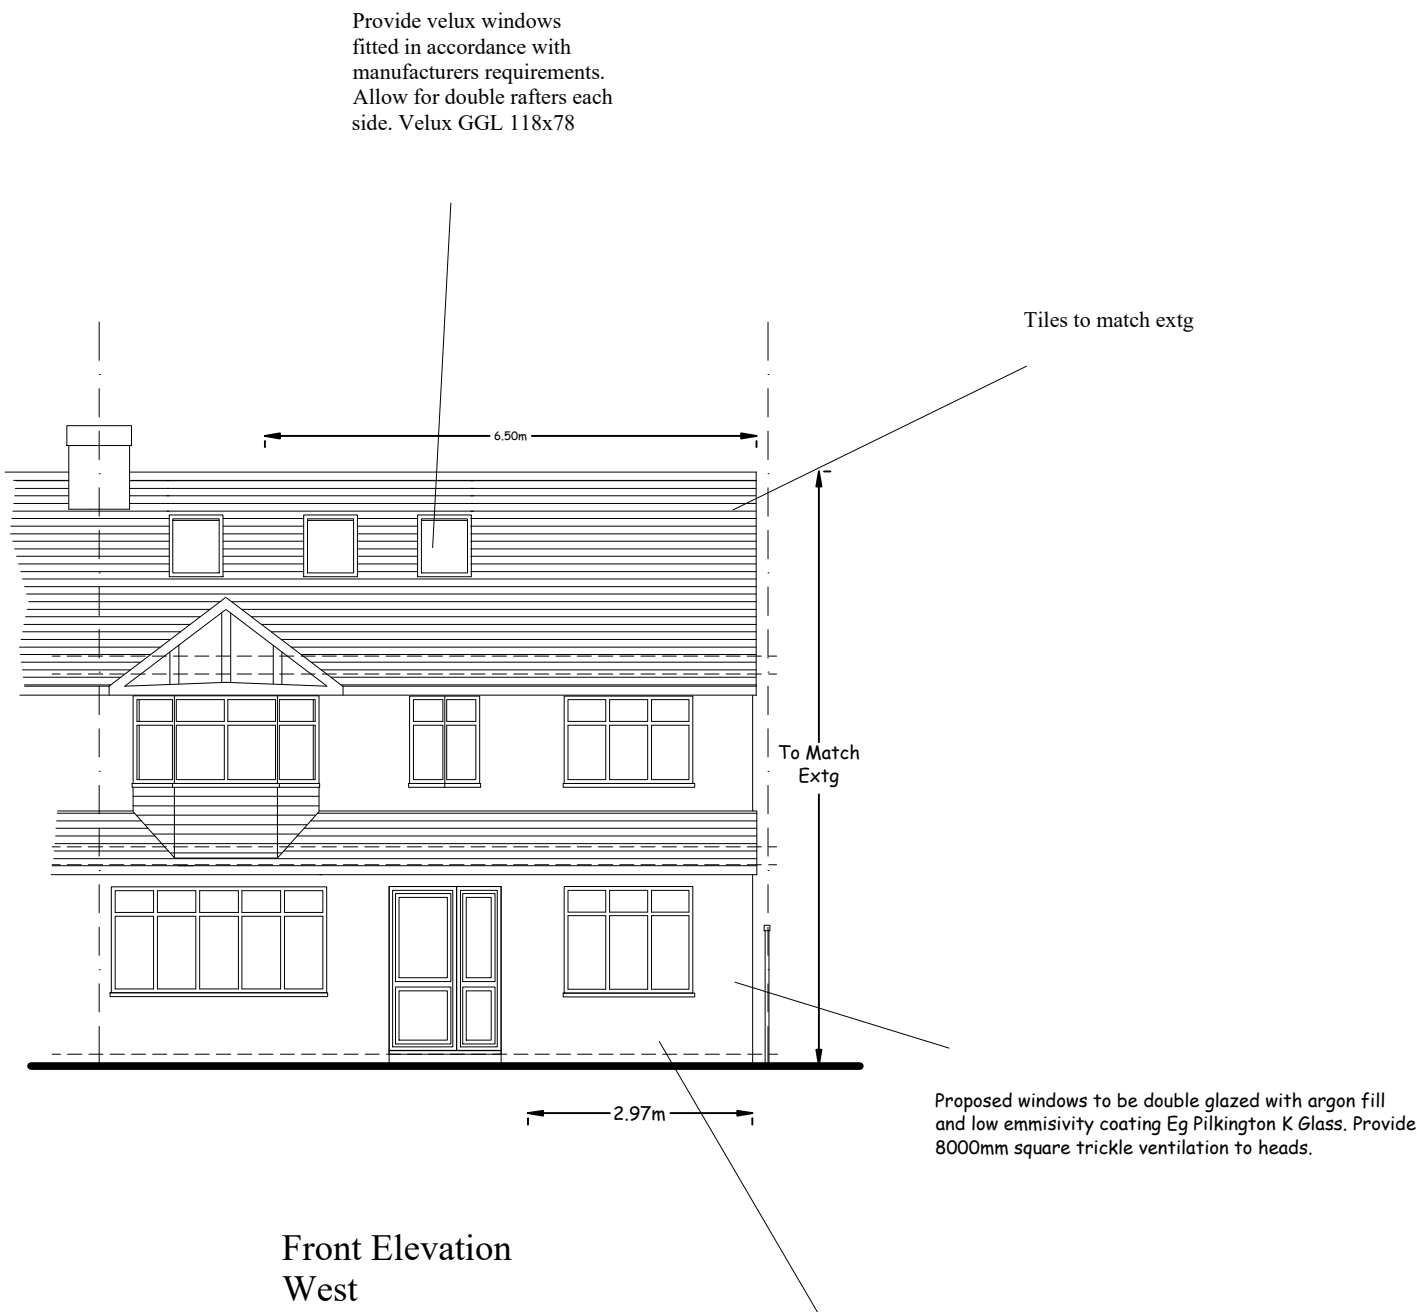 Provide velux windows
fitted in accordance with
manufacturers requirements.
Allow for double rafters each
side. Velux GGL 118x78
Tiles to match extg
6.50m
To Match
Extg
2.97m
Proposed windows to be double glazed with argon fill
and low emmisivity coating Eg Pilkington K Glass. Provide
8000mm square trickle ventilation to heads.
Front Elevation
West